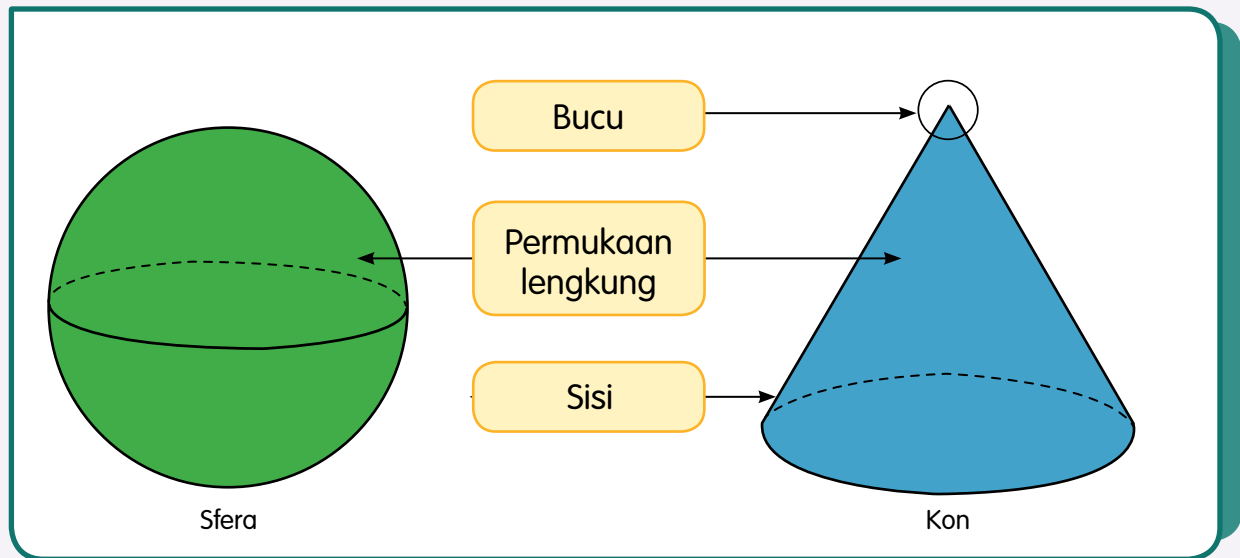 Bucu
Permukaan
lengkung
Sisi
Sfera
Kon